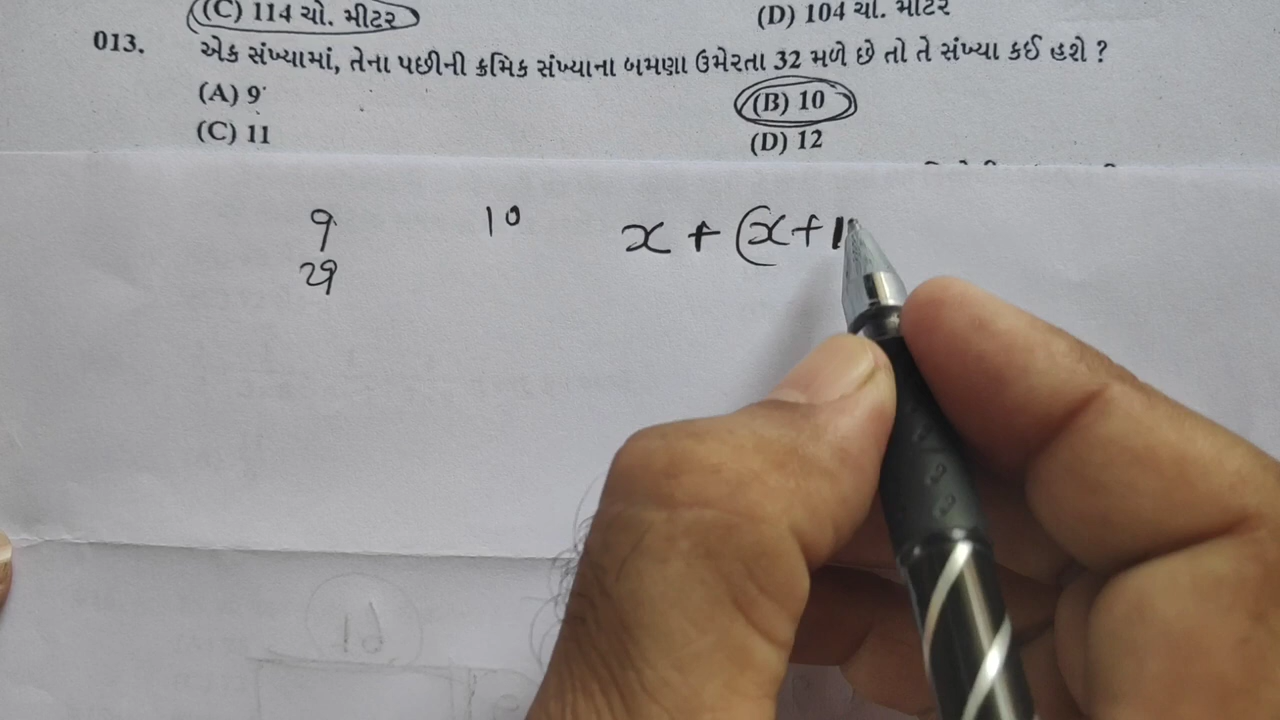 (C) 114 ચો. મીટર (D) 104 ચો. મીટર
013. એક સંખ્યામાં, તેના પછીની ક્રમિક સંખ્યાના બમણા ઉમેરતા 32 મળે છે તો તે સંખ્યા કઈ હશે ?
(A) 9 (B) 10
(C) 11 (D) 12
9 10 x + (x+1
29